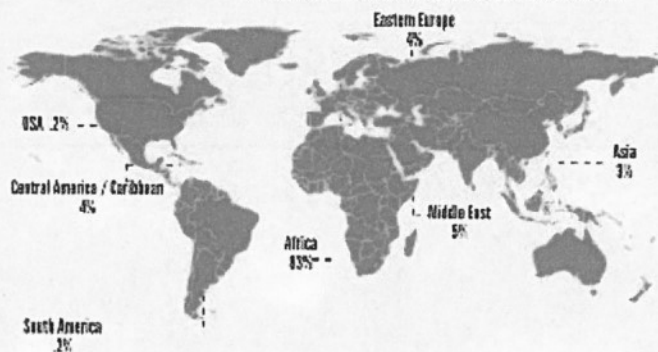 Eastern Europe
4%
USA .2%
Asia
3%
Central America / Caribbean
4%
Middle East
5%
Africa
83%
South America
.2%